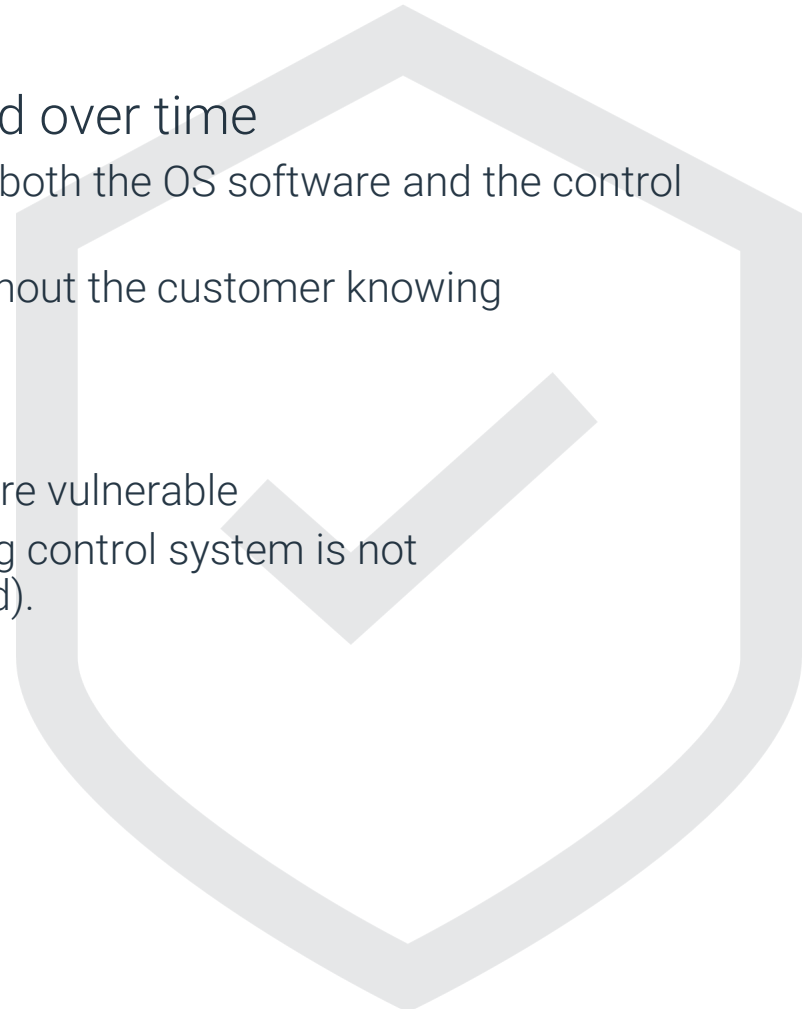 d over time
both the OS software and the control
hout the customer knowing
re vulnerable
g control system is not
d).